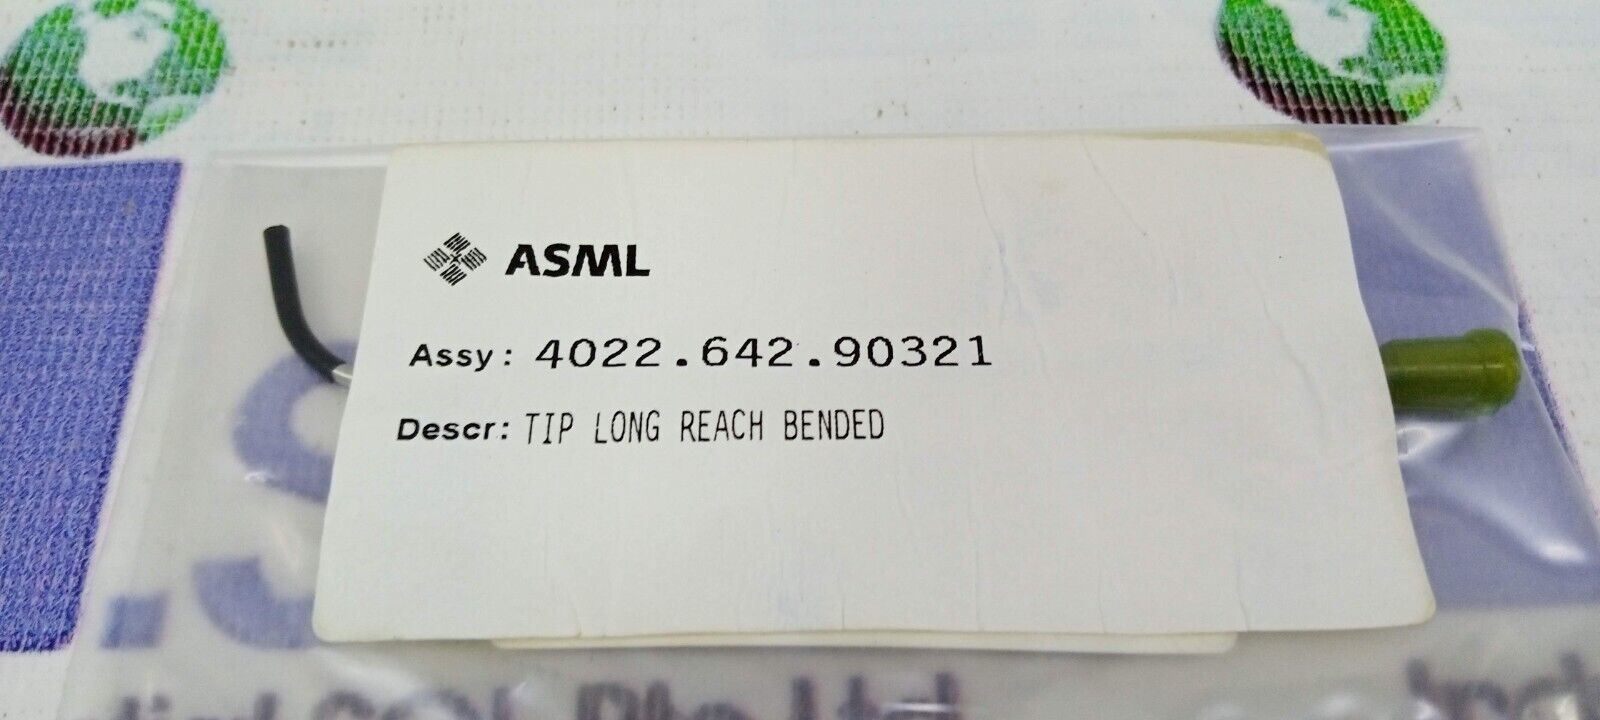 ASML
Assy: 4022.642.90321
Descr: TIP LONG REACH BENDED